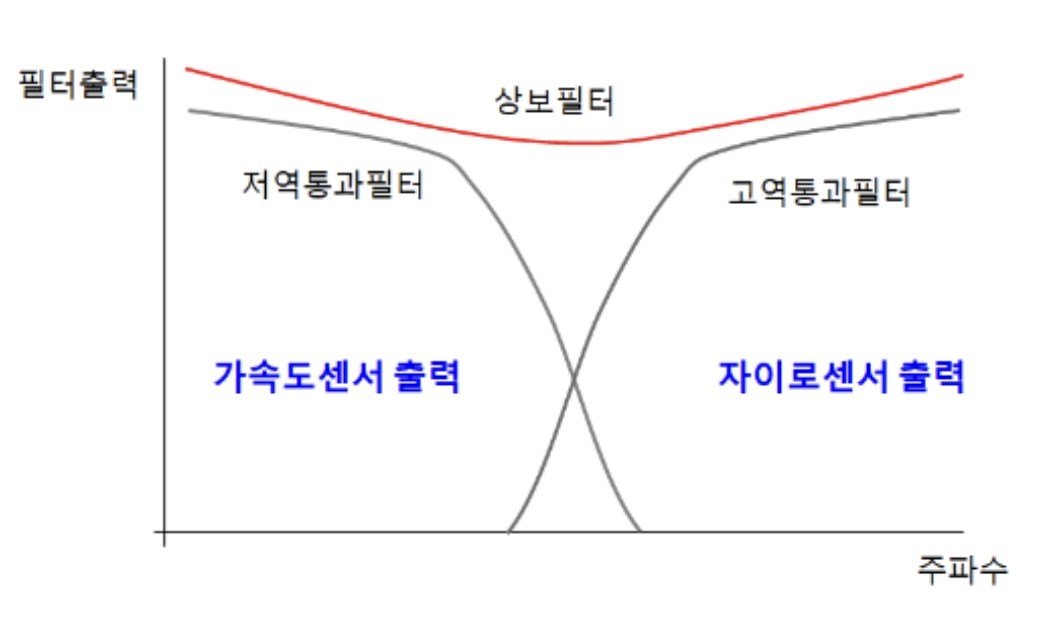 필터출력
상보필터
저역통과필터
고역통과필터
가속도센서 출력
자이로센서 출력
주파수